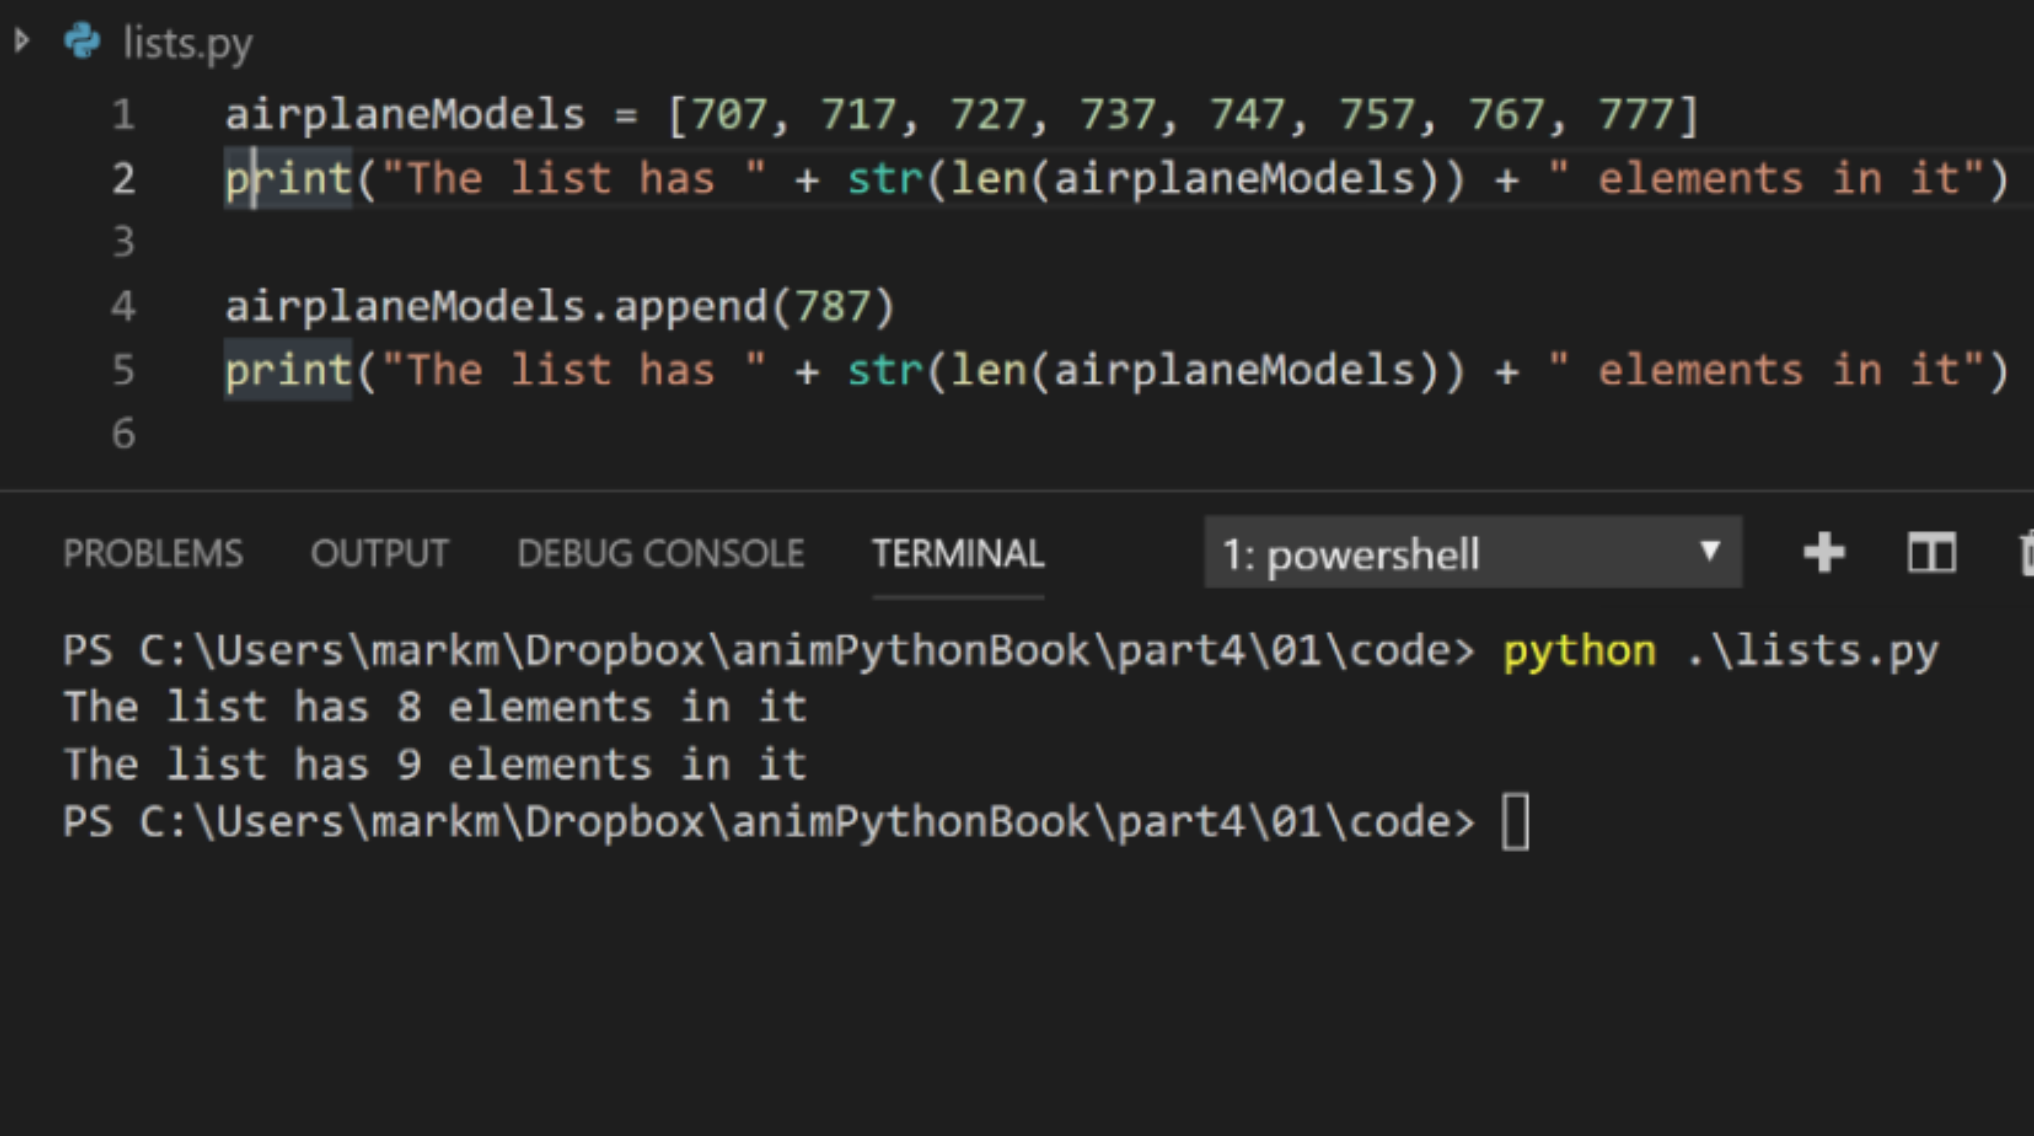 lists.py
1 airplaneModels = [707, 717, 727, 737, 747, 757, 767, 777]
2 print("The list has " + str(len(airplaneModels)) + " elements in it")
3
4 airplaneModels.append(787)
5 print("The list has " + str(len(airplaneModels)) + " elements in it")
6
PROBLEMS OUTPUT DEBUG CONSOLE TERMINAL 1: powershell
PS C:\Users\markm\Dropbox\animPythonBook\part4\01\code> python .\lists.py
The list has 8 elements in it
The list has 9 elements in it
PS C:\Users\markm\Dropbox\animPythonBook\part4\01\code>